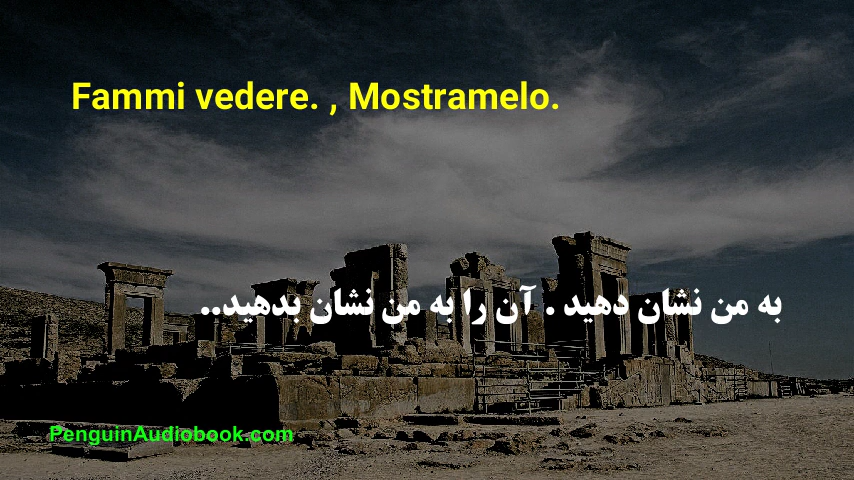 Fammi vedere. , Mostramelo.
به من نشان دهید . آن را به من نشان بدهید..
PenguinAudiobook.com